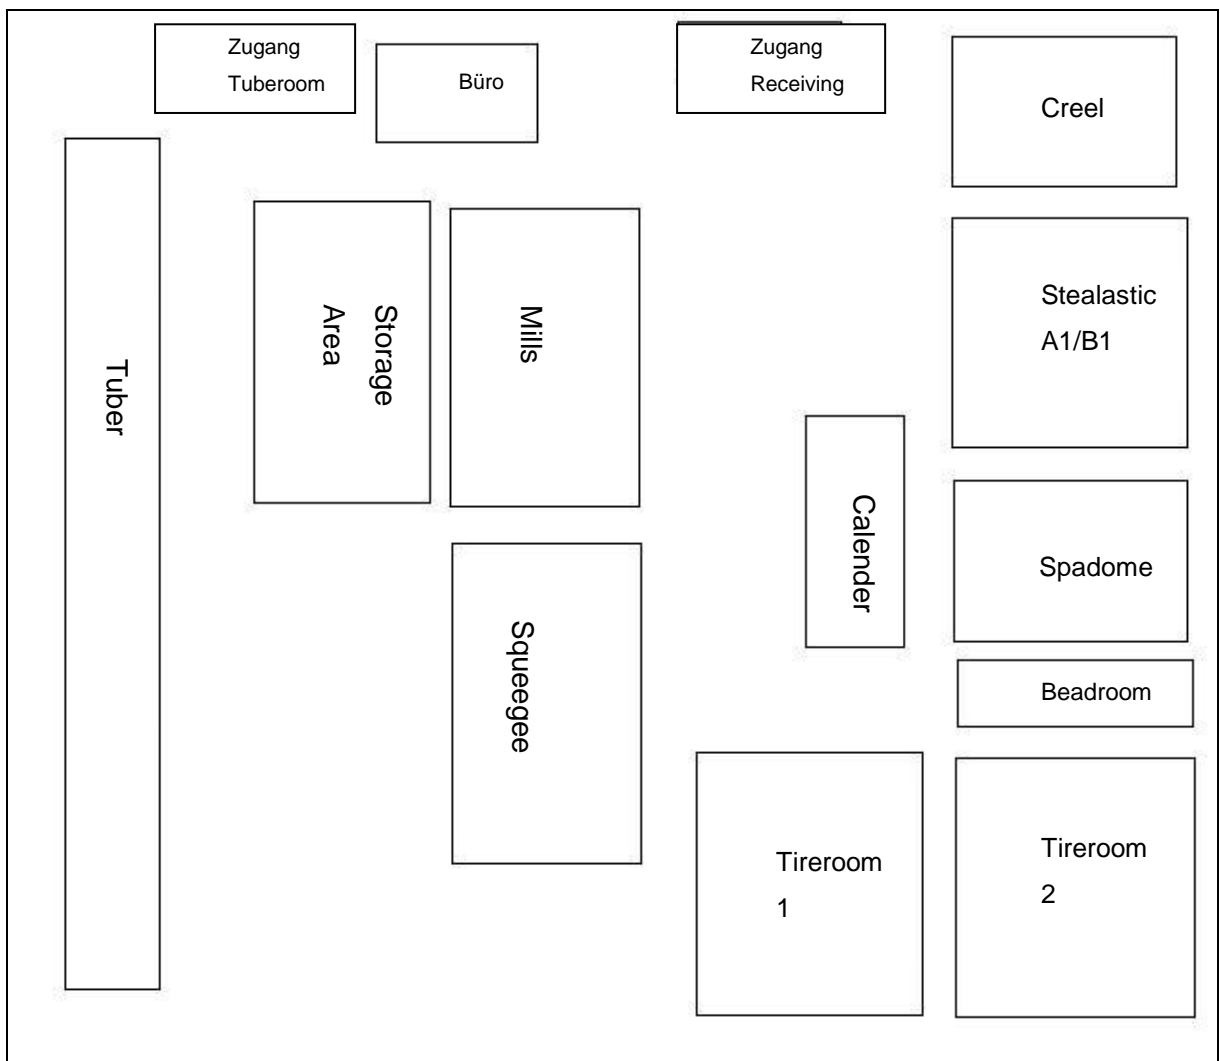 Zugang
Tuberoom
Büro
Zugang
Receiving
Creel
Tuber
Storage
Area
Mills
Stealastic
A1/B1
Calender
Spadome
Squeegee
Beadroom
Tireroom
1
Tireroom
2